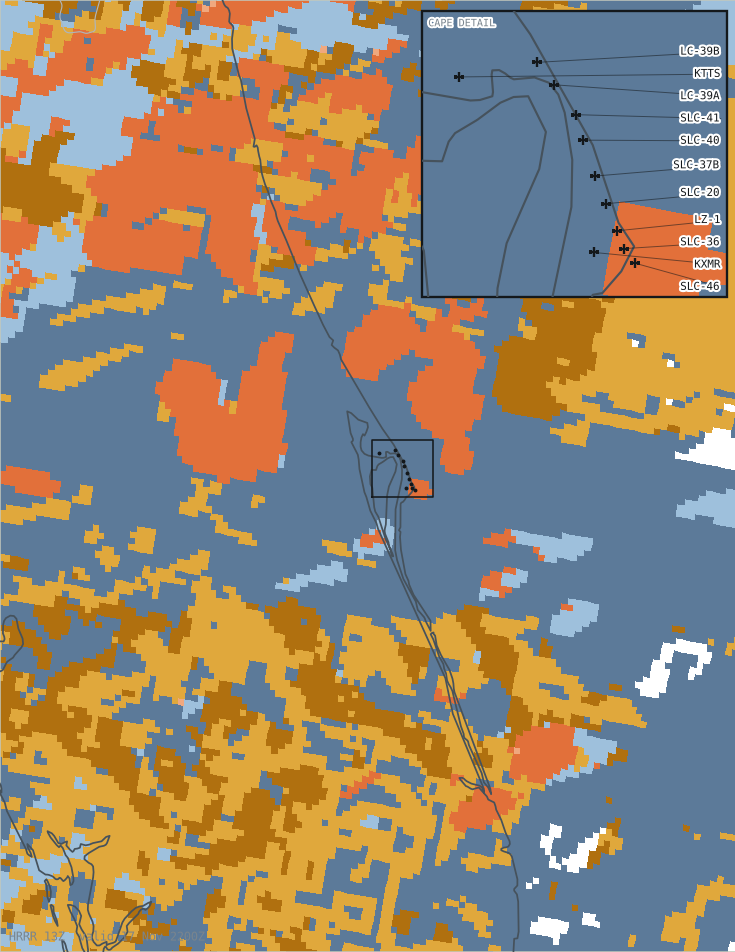 CAPE DETAIL
LC-39B
KTTS
LC-39A
SLC-41
SLC-40
SLC-37B
SLC-20
LZ-1
SLC-36
KXMR
SLC-46
HRRR 13Z